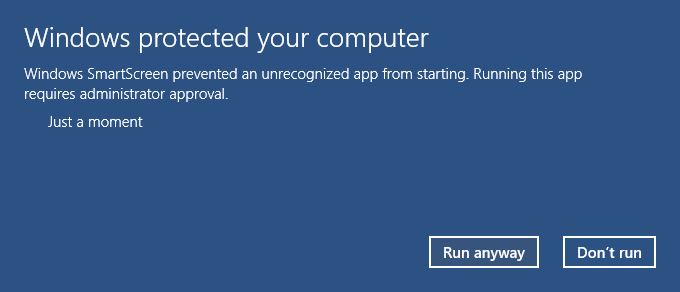 Windows protected your computer
Windows SmartScreen prevented an unrecognized app from starting. Running this app
requires administrator approval.
Just a moment
Run anyway
Don't run